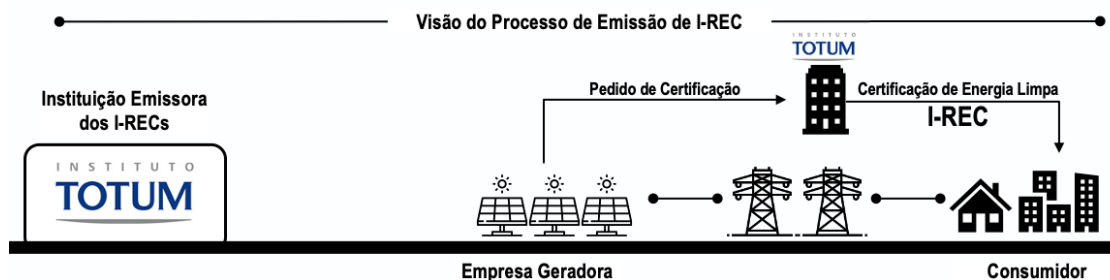 Visão do Processo de Emissão de I-REC
INSTITUTO
TOTUM
Pedido de Certificação
Certificação de Energia Limpa
I-REC
Instituição Emissora
dos I-RECs
INSTITUTO
TOTUM
Empresa Geradora
Consumidor